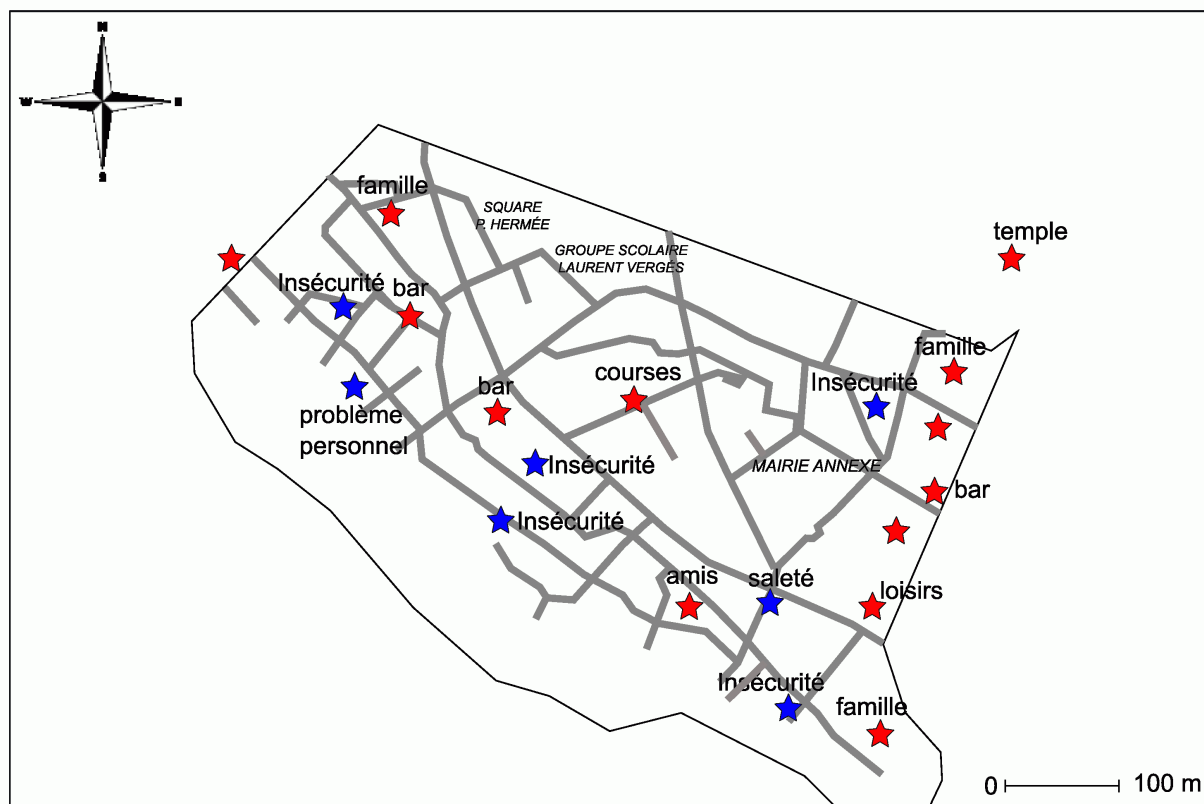 N
W
E
S
famille
SQUARE
P. HERMÉE
GROUPE SCOLAIRE
LAURENT VERGÈS
temple
Insécurité
bar
famille
courses
Insécurité
bar
problème
personnel
Insécurité
MAIRIE ANNEXE
bar
Insécurité
amis
saleté
loisirs
Insécurité
famille
0
100 m